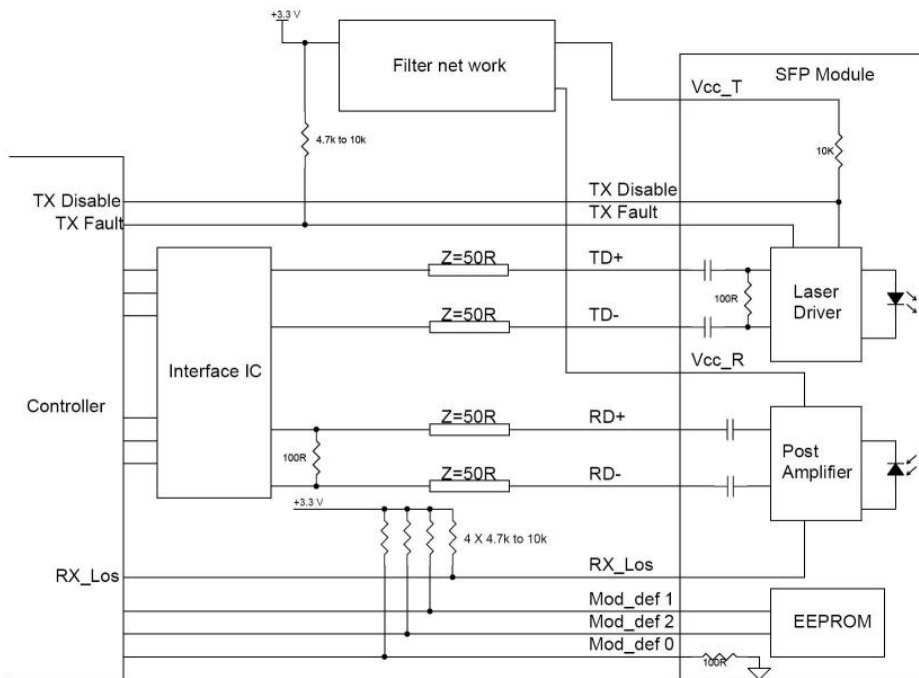 +3.3 V
Filter net work
SFP Module
Vcc_T
4.7k to 10k
10K
TX Disable
TX Disable
TX Fault
TX Fault
Z=50R
TD+
100R
Laser
Driver
Z=50R
TD-
Interface IC
Vcc_R
Controller
Z=50R
RD+
100R
Post
Amplifier
Z=50R
RD-
+3.3 V
4 X 4.7k to 10k
RX_Los
RX_Los
Mod_def 1
EEPROM
Mod_def 2
Mod_def 0
100R